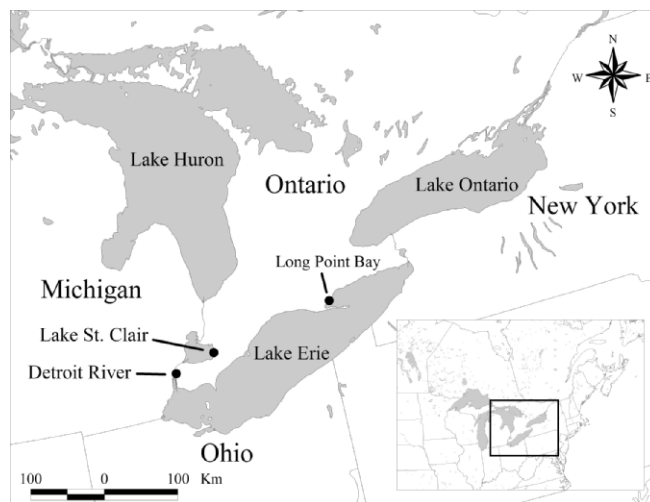 N
W E
S
Lake Huron
Ontario
Lake Ontario
New York
Long Point Bay
Michigan
Lake St. Clair
Lake Erie
Detroit River
Ohio
100 0 100 Km